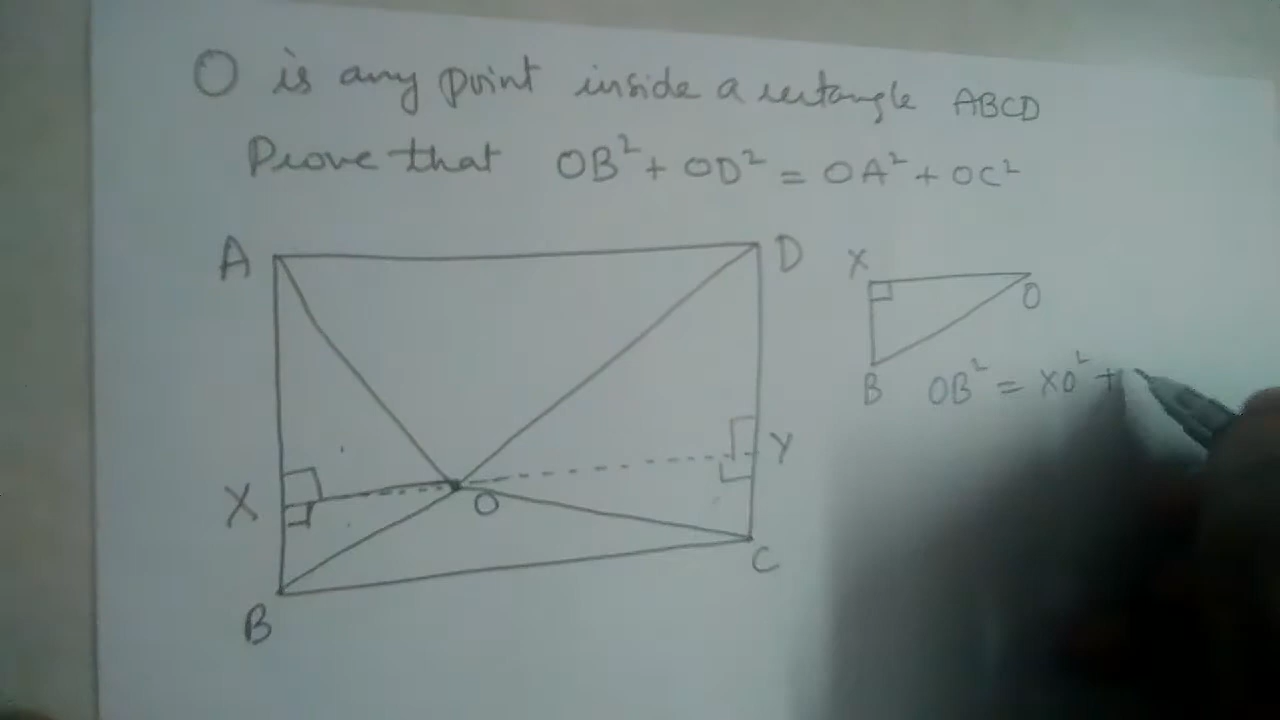 O is any point inside a rectangle ABCD
Prove that OB² + OD² = OA² + OC²
A
D
X
O
B
OB² = XO² +
Y
X
O
C
B